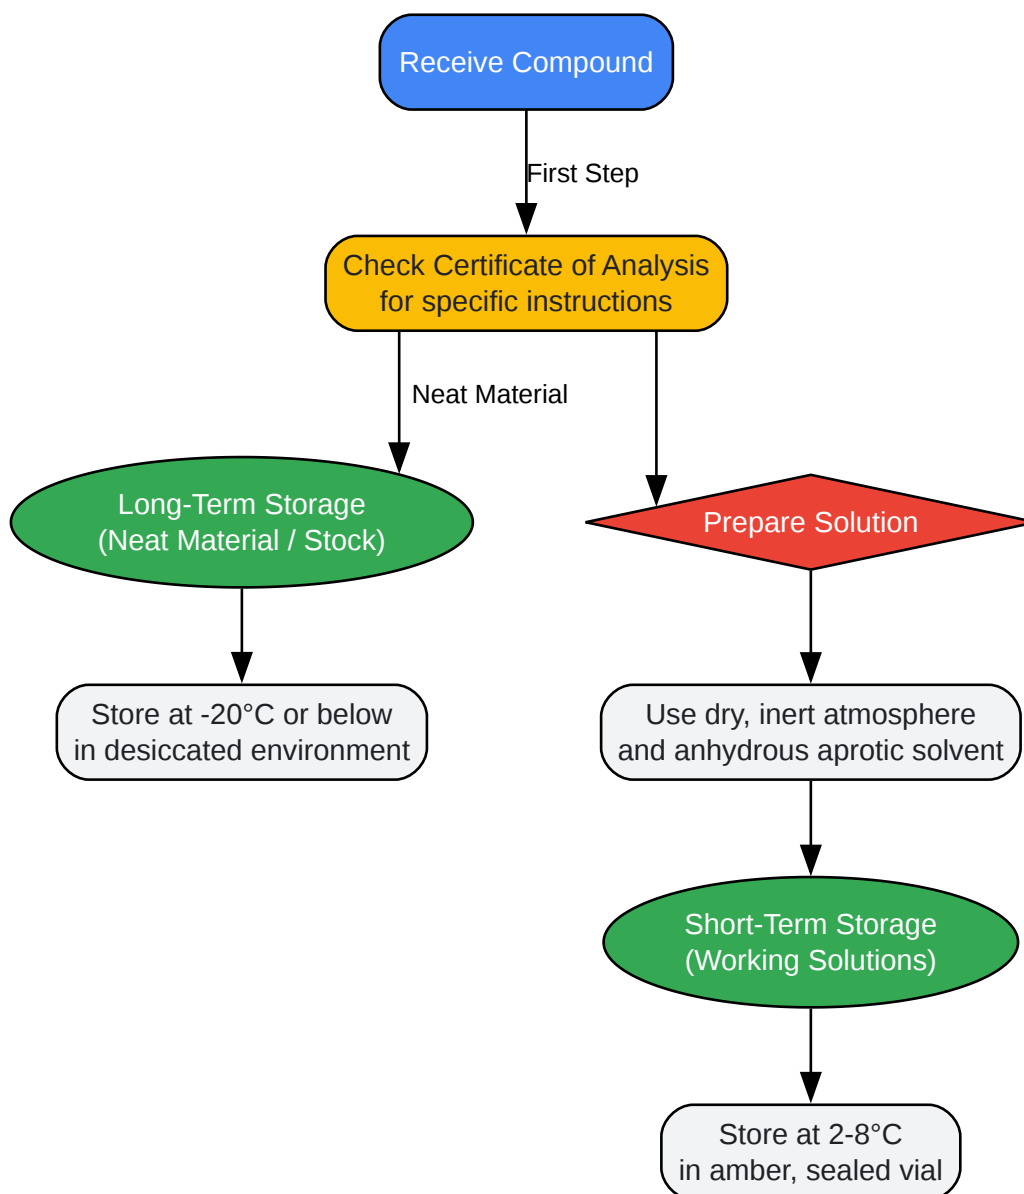 Receive Compound
First Step
Check Certificate of Analysis
for specific instructions
Neat Material
Long-Term Storage
(Neat Material / Stock)
Prepare Solution
Store at -20°C or below
in desiccated environment
Use dry, inert atmosphere
and anhydrous aprotic solvent
Short-Term Storage
(Working Solutions)
Store at 2-8°C
in amber, sealed vial